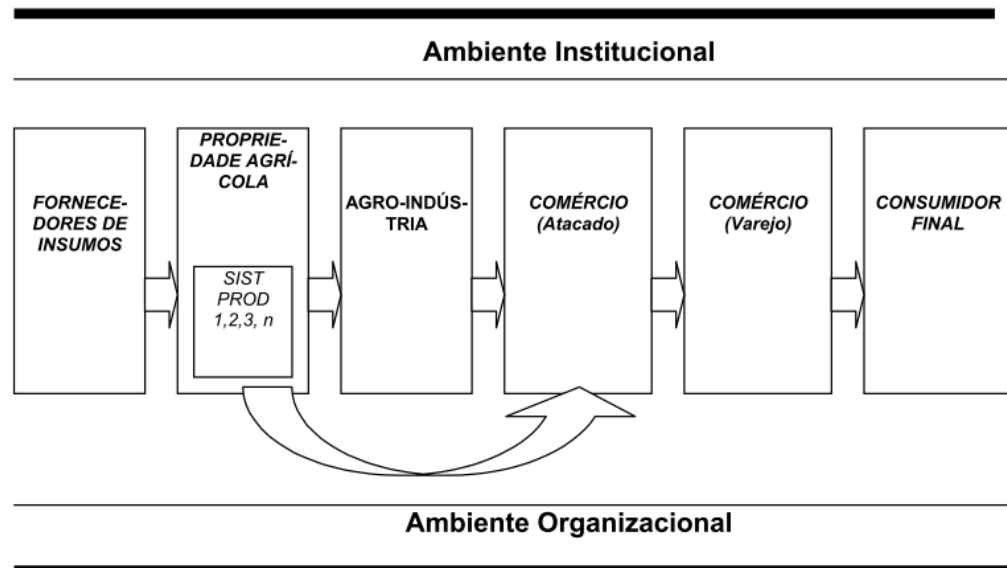 Ambiente Institucional
FORNECE-
DORES DE
INSUMOS
PROPRIE-
DADE AGRÍ-
COLA
SIST
PROD
1,2,3, n
AGRO-INDÚS-
TRIA
COMÉRCIO
(Atacado)
COMÉRCIO
(Varejo)
CONSUMIDOR
FINAL
Ambiente Organizacional